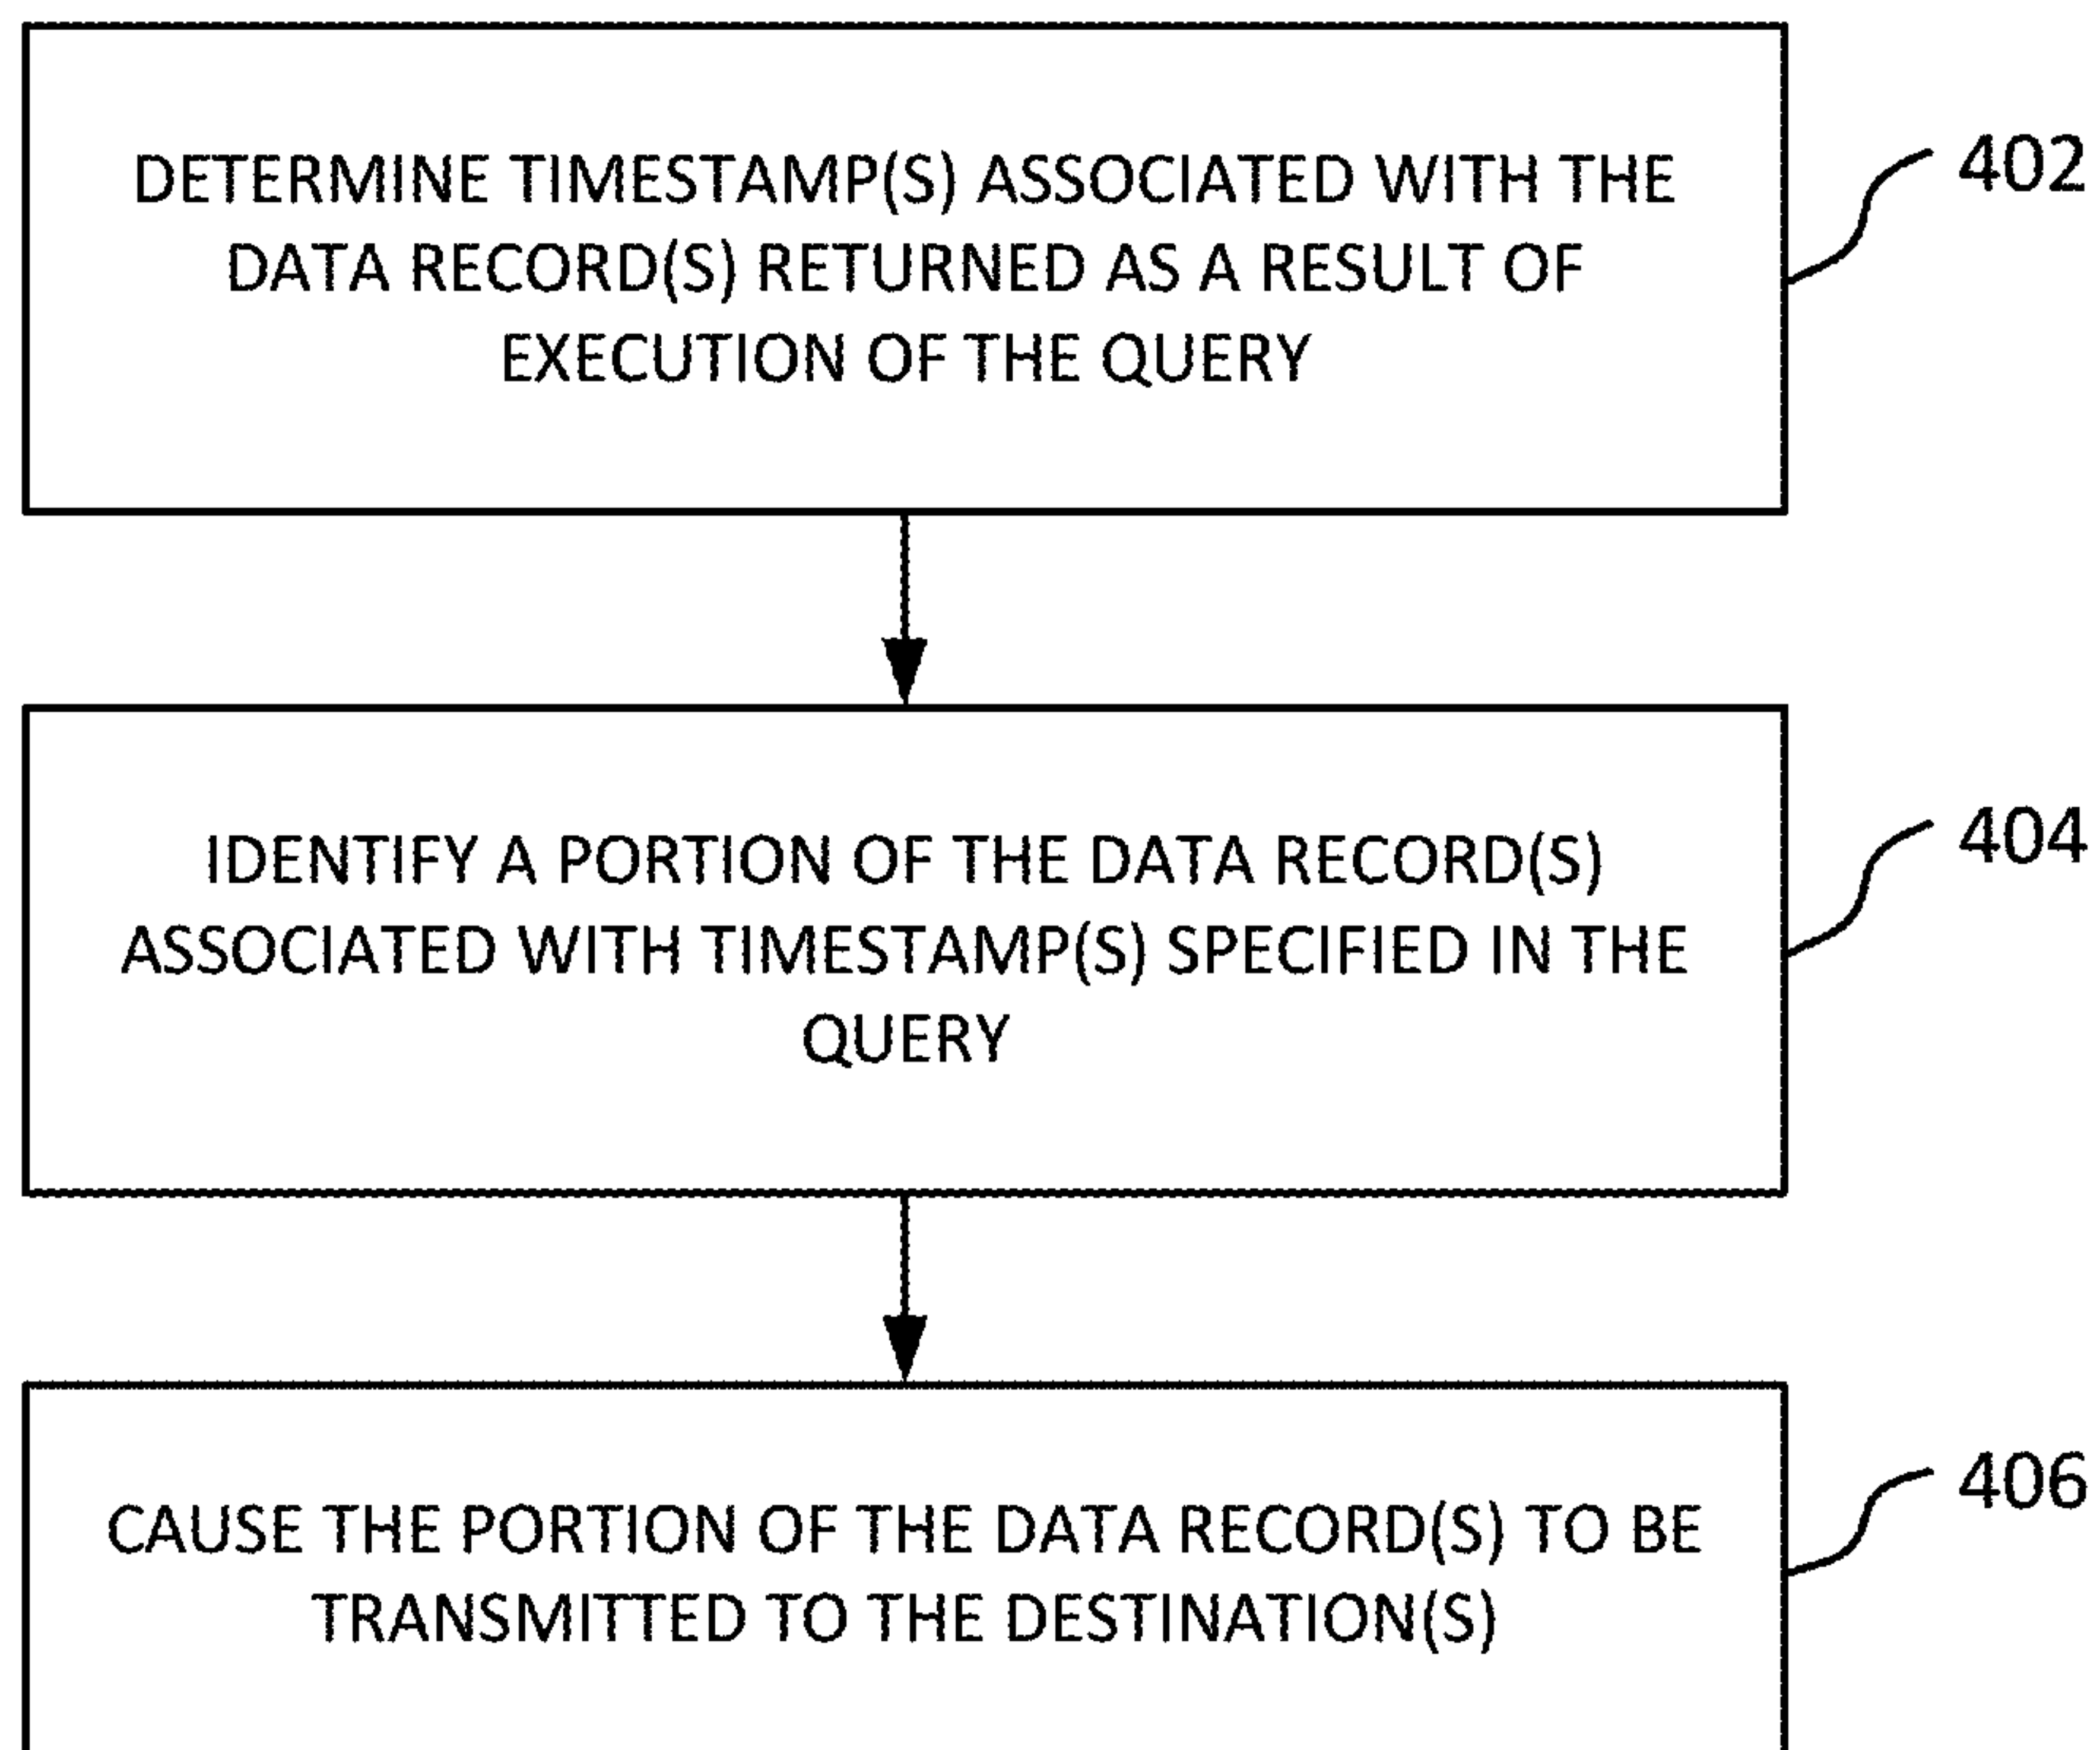 DETERMINE TIMESTAMP(S) ASSOCIATED WITH THE
DATA RECORD(S) RETURNED AS A RESULT OF
EXECUTION OF THE QUERY
402
IDENTIFY A PORTION OF THE DATA RECORD(S)
ASSOCIATED WITH TIMESTAMP(S) SPECIFIED IN THE
QUERY
404
CAUSE THE PORTION OF THE DATA RECORD(S) TO BE
TRANSMITTED TO THE DESTINATION(S)
406